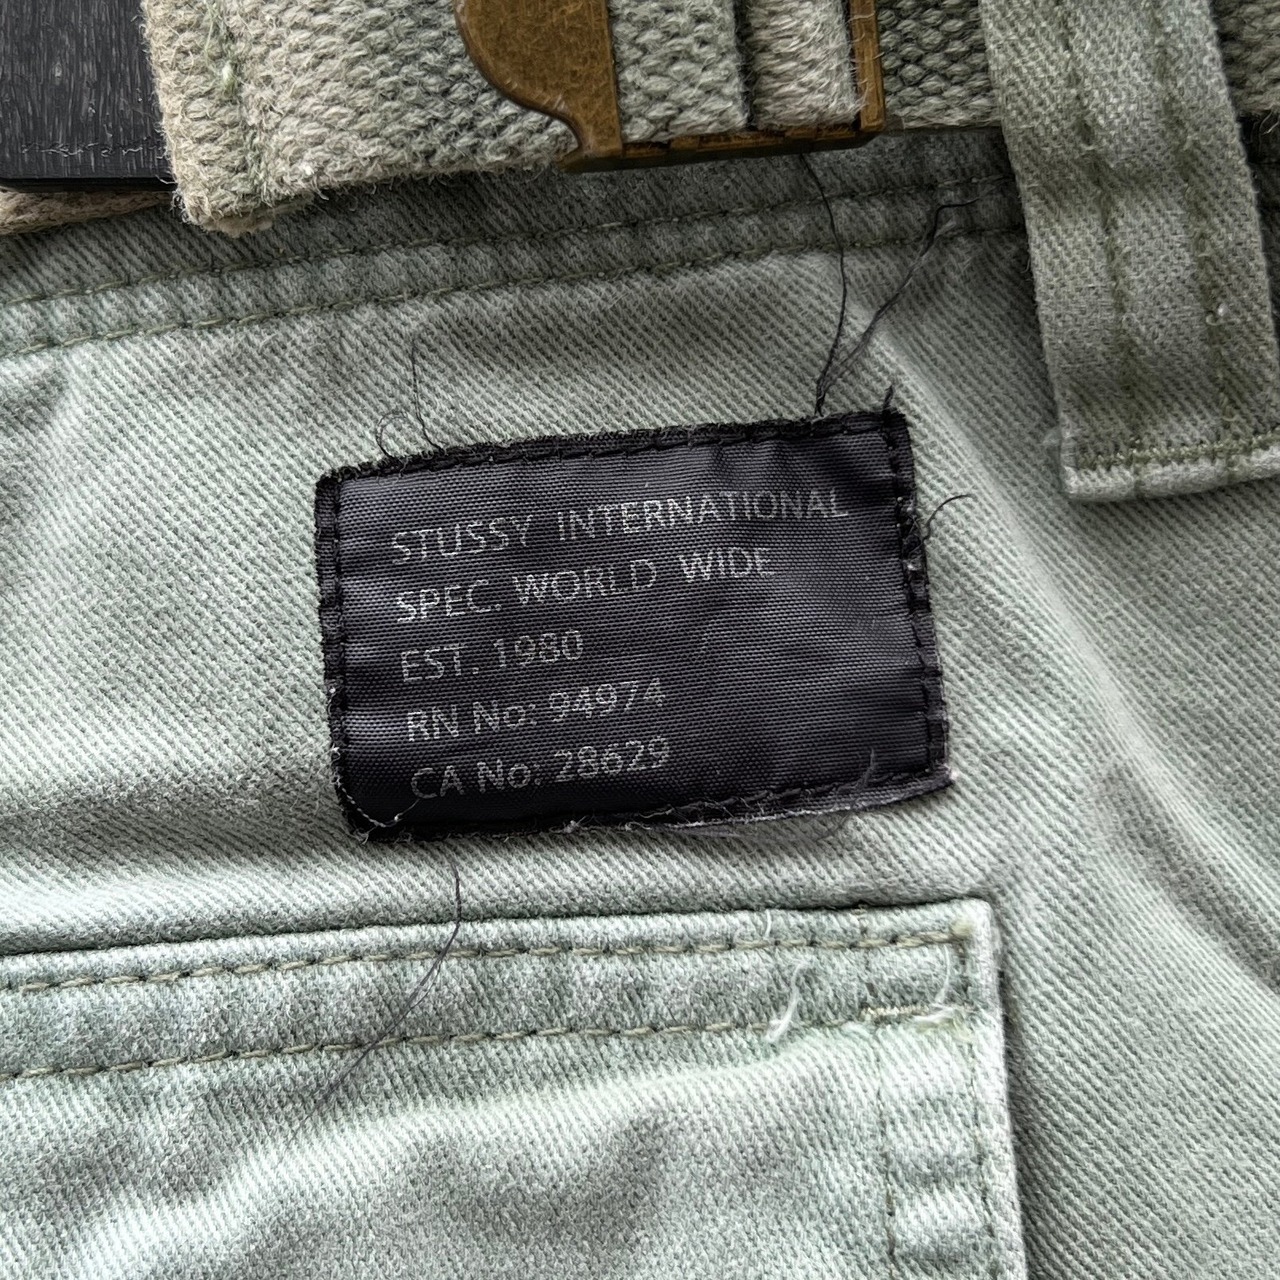 STUSSY INTERNATIONAL
SPEC. WORLD WIDE
EST. 1980
RN No: 94974
CA No: 28629